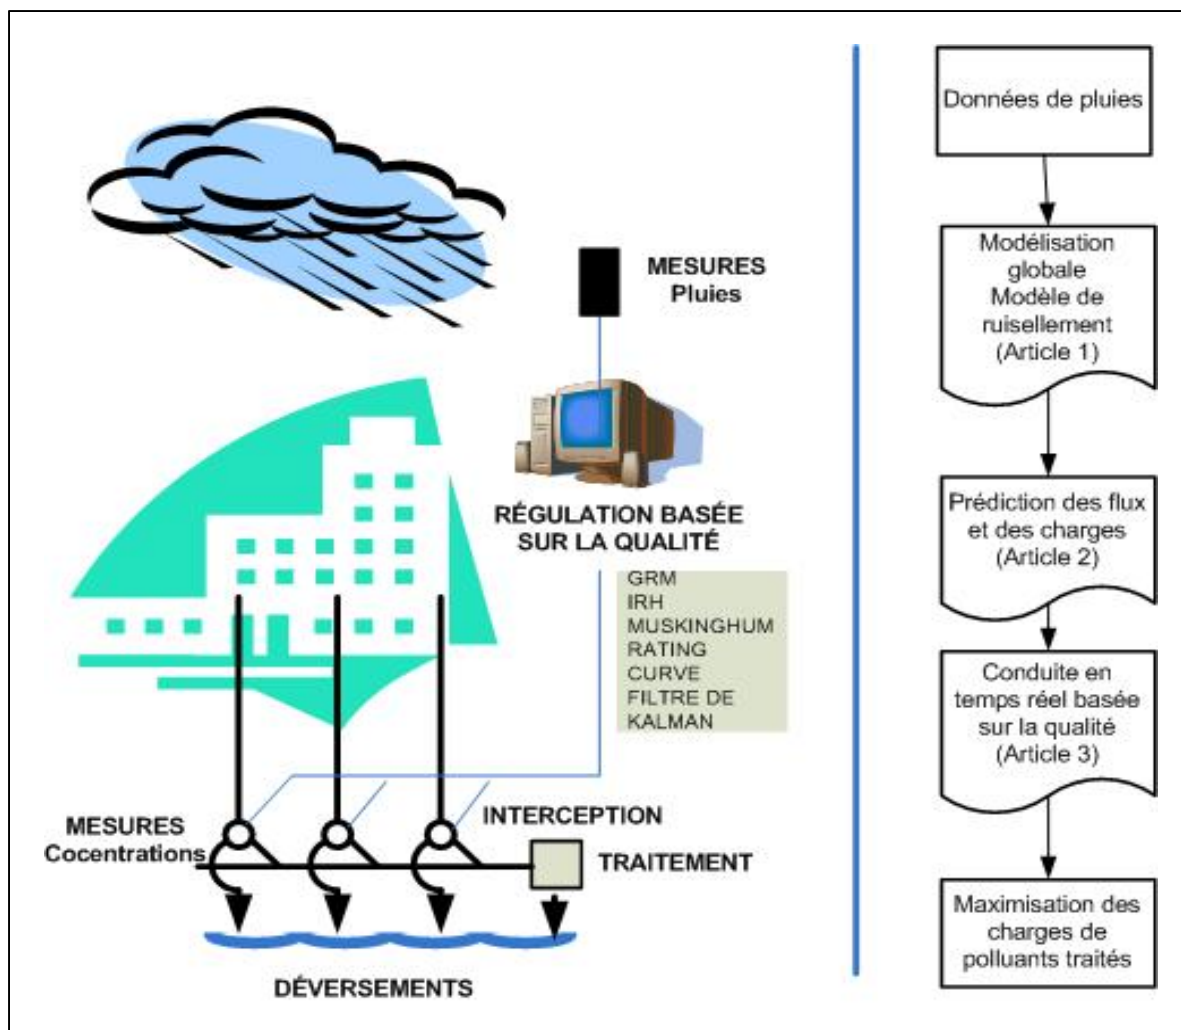 MESURES
Pluies
RÉGULATION BASÉE
SUR LA QUALITÉ
GRM
IRH
MUSKINGHUM
RATING
CURVE
FILTRE DE
KALMAN
INTERCEPTION
MESURES
Cocentrations
TRAITEMENT
DÉVERSEMENTS
Données de pluies
Modélisation
globale
Modèle de
ruisellement
(Article 1)
Prédiction des flux
et des charges
(Article 2)
Conduite en
temps réel basée
sur la qualité
(Article 3)
Maximisation des
charges de
polluants traités